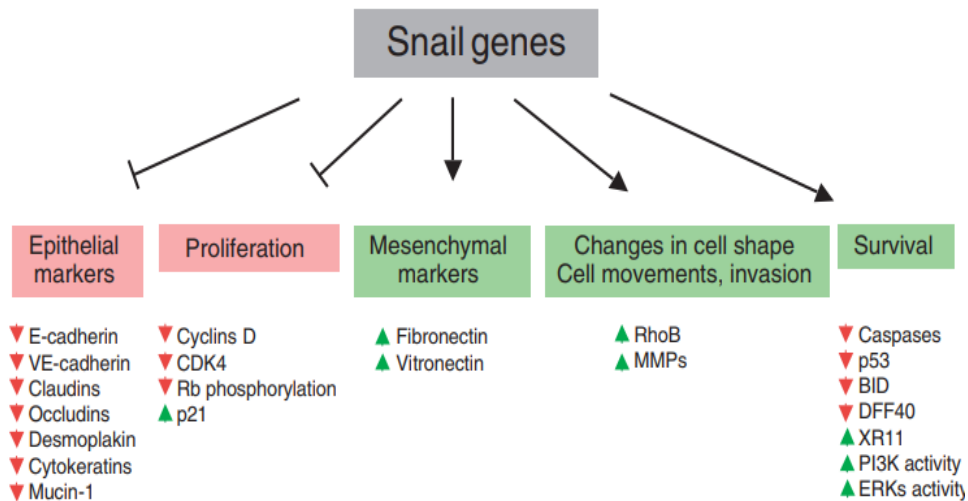 Snail genes
Epithelial
markers
Proliferation
Mesenchymal
markers
Changes in cell shape
Cell movements, invasion
Survival
E-cadherin
VE-cadherin
Claudins
Occludins
Desmoplakin
Cytokeratins
Mucin-1
Cyclins D
CDK4
Rb phosphorylation
p21
Fibronectin
Vitronectin
RhoB
MMPs
Caspases
p53
BID
DFF40
XR11
PI3K activity
ERKs activity